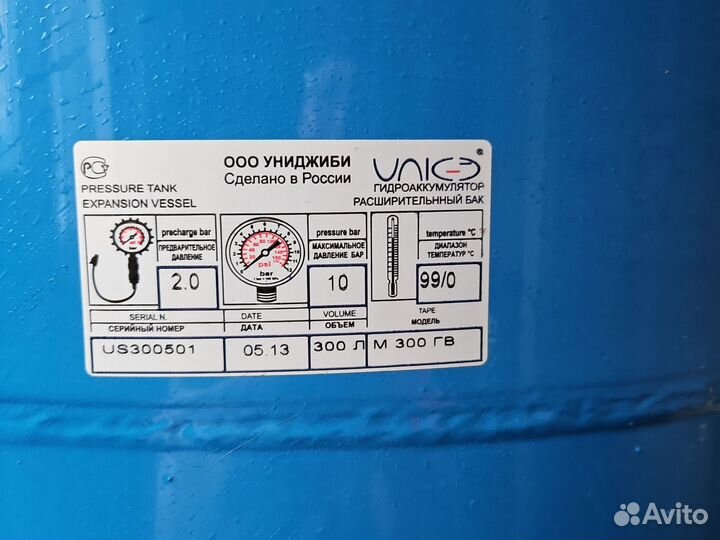 ООО УНИДЖИБИ
Сделано в России
PCT
UNIGB®
PRESSURE TANK
EXPANSION VESSEL
ГИДРОАККУМУЛЯТОР
РАСШИРИТЕЛЬНЫЙ БАК
precharge bar
ПРЕДВАРИТЕЛЬНОЕ
ДАВЛЕНИЕ
2.0
psi
bar
pressure bar
МАКСИМАЛЬНОЕ
ДАВЛЕНИЕ БАР
10
temperature °C
ДИАПАЗОН
ТЕМПЕРАТУР °C
99/0
SERIAL N.
СЕРИЙНЫЙ НОМЕР
DATE
ДАТА
VOLUME
ОБЪЕМ
TAPE
МОДЕЛЬ
US300501
05.13
300 Л
М 300 ГВ
Avito